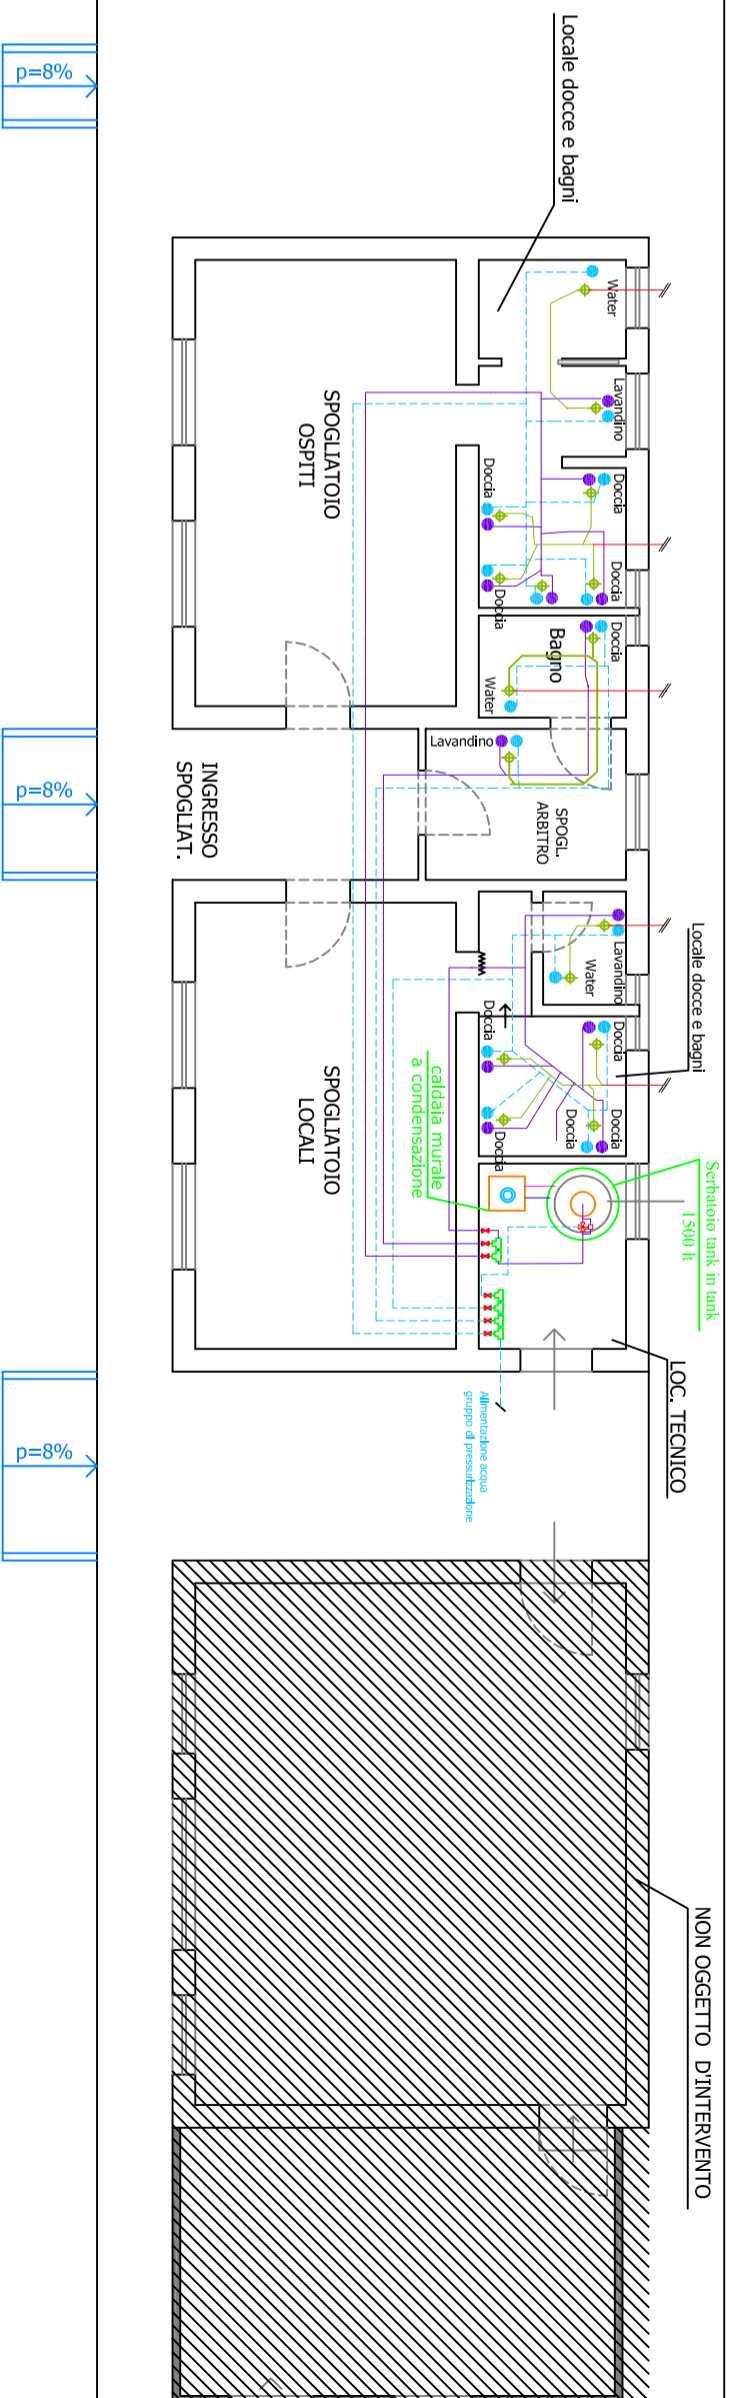 p=8%
Locale docce e bagni
Water
Lavandino
SPOGLIATOIO
OSPITI
Doccia
Doccia
Doccia
Doccia
Doccia
Bagno
Water
Lavandino
SPOGL.
ARBITRO
INGRESSO
SPOGLIAT.
p=8%
Locale docce e bagni
Lavandino
Water
Doccia
Doccia
Doccia
Doccia
Doccia
SPOGLIATOIO
LOCALI
caldaia murale
a condensazione
Serbatoio tank in tank
1500 lt
LOC. TECNICO
Alimentazione acqua
gruppo di pressurizzazione
p=8%
NON OGGETTO D'INTERVENTO